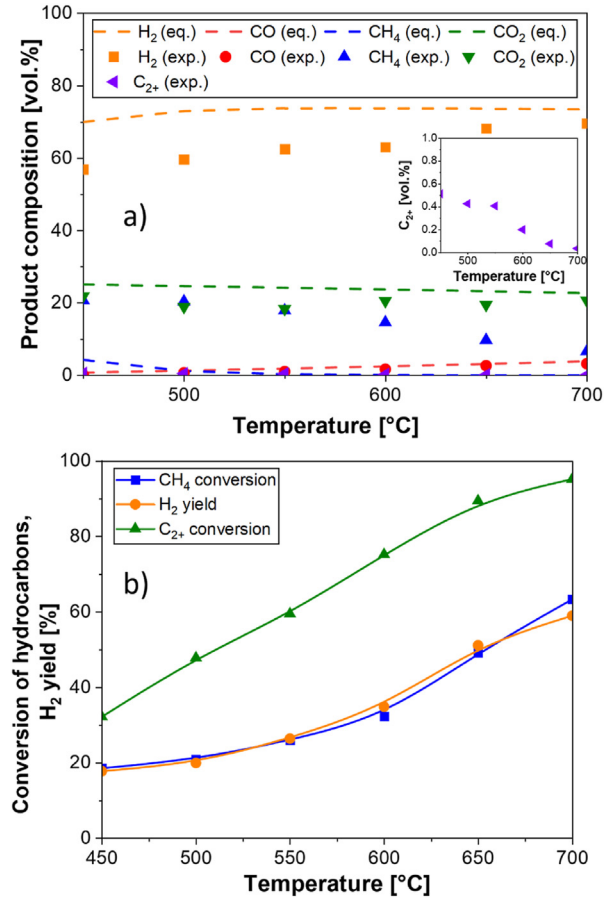 H₂ (eq.) CO (eq.) CH₄ (eq.) CO₂ (eq.)
H₂ (exp.) CO (exp.) CH₄ (exp.) CO₂ (exp.)
C₂₊ (exp.)
Product composition [vol.%]
100
80
60
40
20
0
a)
C₂₊ [vol.%]
1.0
0.8
0.6
0.4
0.2
0.0
500 550 600 650 700
Temperature [°C]
500 600 700
Temperature [°C]
Conversion of hydrocarbons,
H₂ yield [%]
100
80
60
40
20
0
CH₄ conversion
H₂ yield
C₂₊ conversion
b)
450 500 550 600 650 700
Temperature [°C]